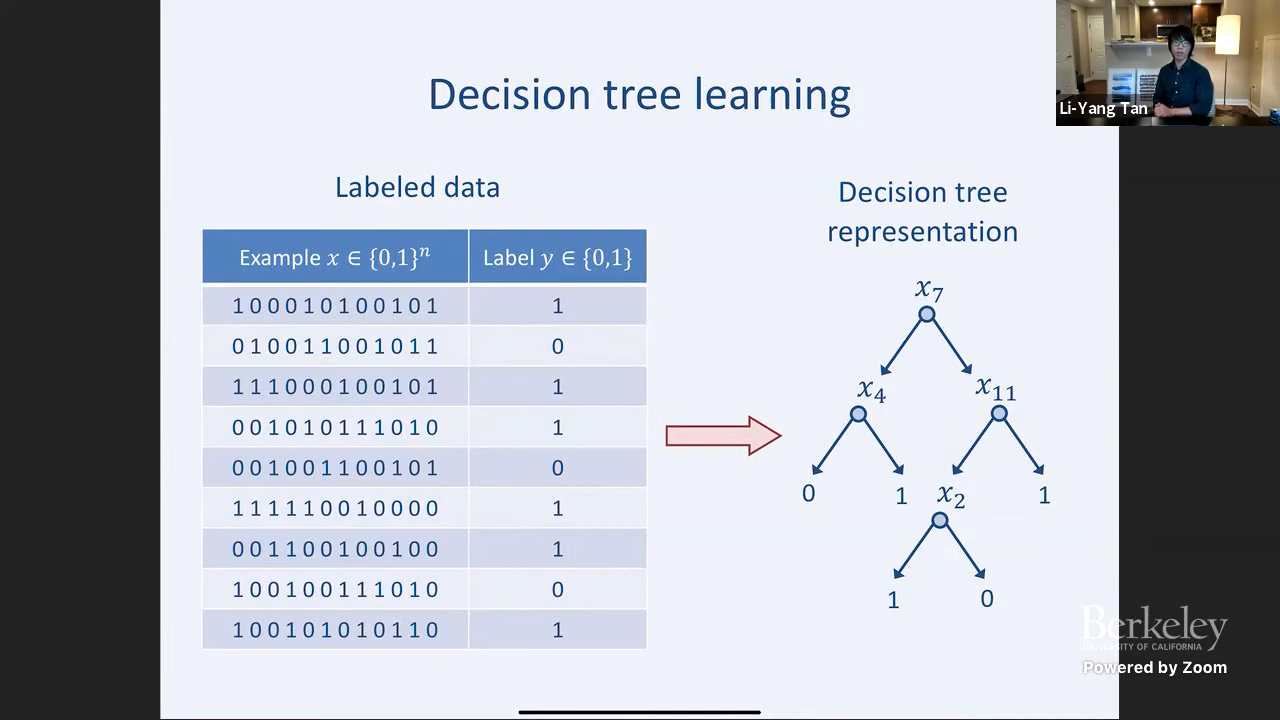 Decision tree learning
Li-Yang Tan
Labeled data
Example x ∈ {0,1}ⁿ Label y ∈ {0,1}
1 0 0 0 1 0 1 0 0 1 0 1 1
0 1 0 0 1 1 0 0 1 0 1 1 0
1 1 1 0 0 0 1 0 0 1 0 1 1
0 0 1 0 1 0 1 1 1 0 1 0 1
0 0 1 0 0 1 1 0 0 1 0 1 0
1 1 1 1 1 0 0 1 0 0 0 0 1
0 0 1 1 0 0 1 0 0 1 0 0 1
1 0 0 1 0 0 1 1 1 0 1 0 0
1 0 0 1 0 1 0 1 0 1 1 0 1
Decision tree
representation
x₇
x₄ x₁₁
0 1 x₂ 1
1 0
Berkeley
UNIVERSITY OF CALIFORNIA
Powered by Zoom